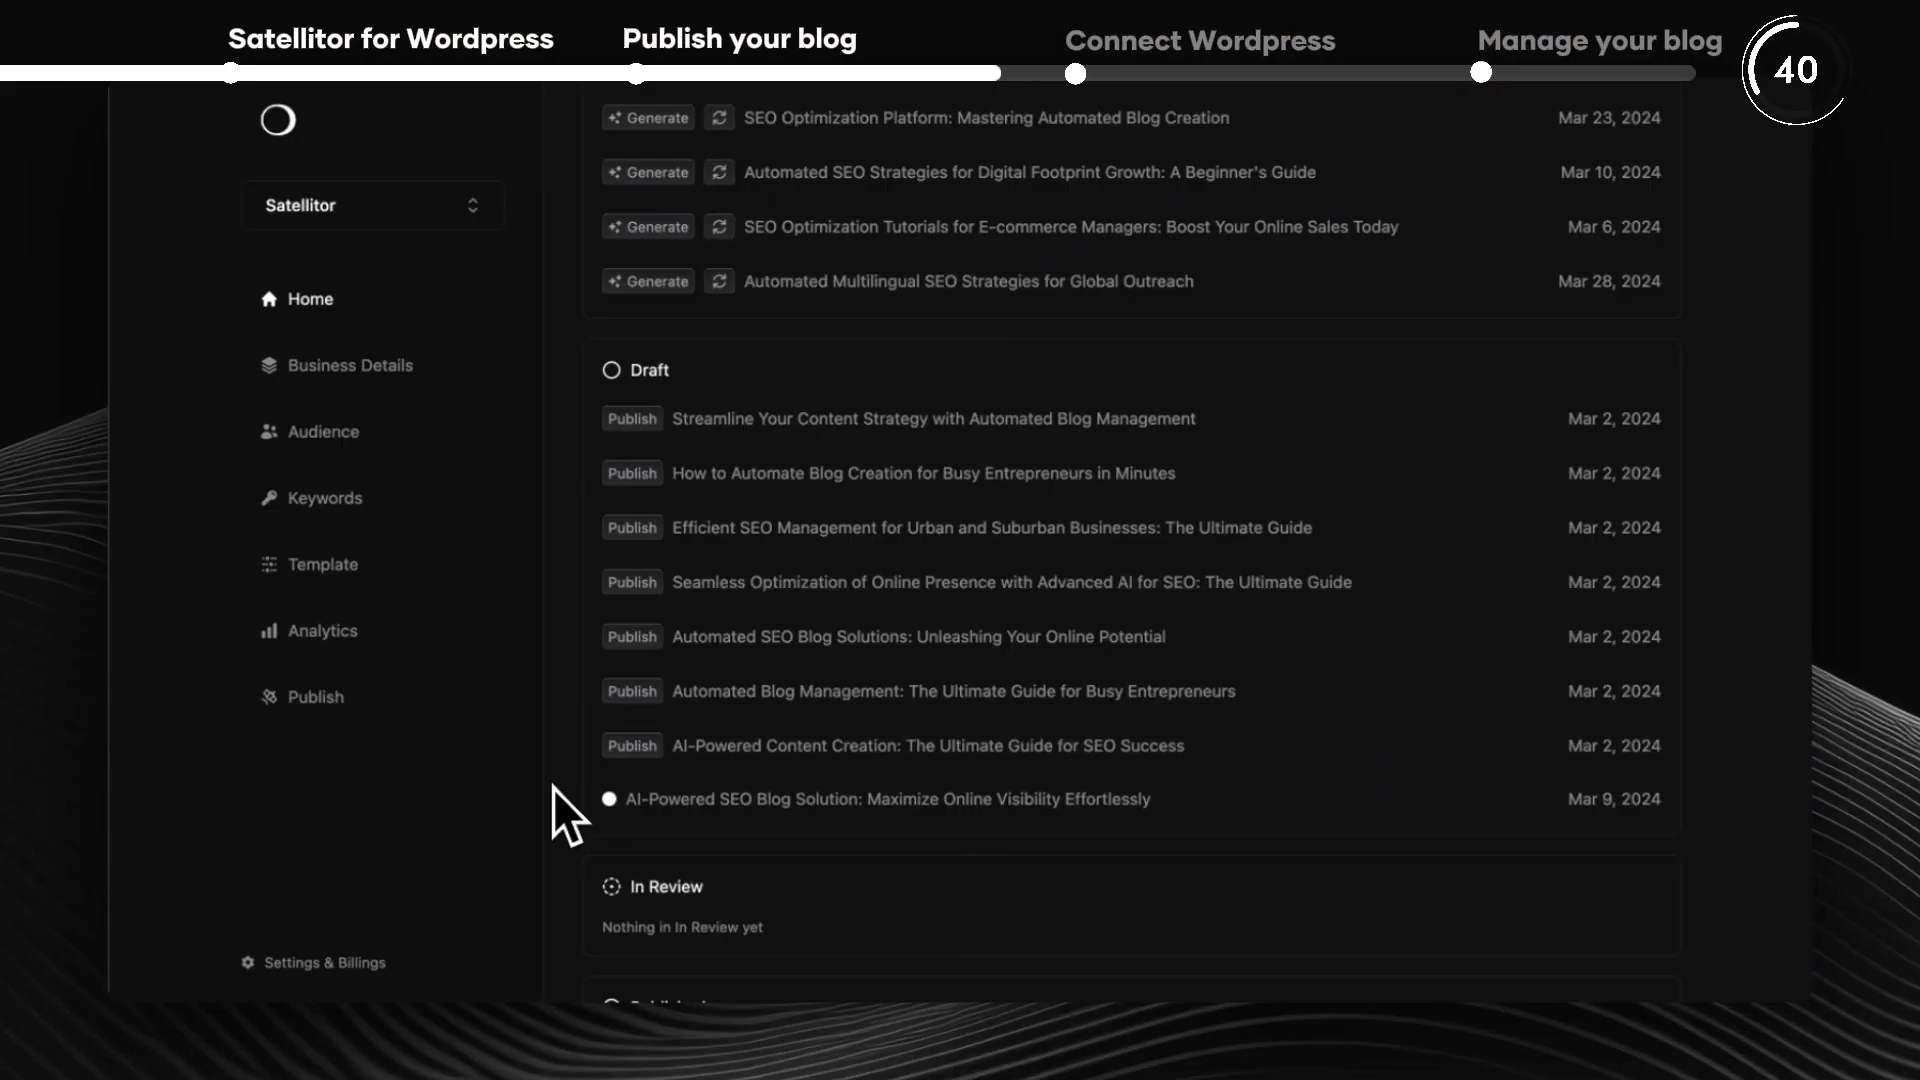 Satellitor for Wordpress
Publish your blog
Connect Wordpress
Manage your blog
40
Satellitor
Home
Business Details
Audience
Keywords
Template
Analytics
Publish
Settings & Billings
Generate SEO Optimization Platform: Mastering Automated Blog Creation Mar 23, 2024
Generate Automated SEO Strategies for Digital Footprint Growth: A Beginner's Guide Mar 10, 2024
Generate SEO Optimization Tutorials for E-commerce Managers: Boost Your Online Sales Today Mar 6, 2024
Generate Automated Multilingual SEO Strategies for Global Outreach Mar 28, 2024
Draft
Publish Streamline Your Content Strategy with Automated Blog Management Mar 2, 2024
Publish How to Automate Blog Creation for Busy Entrepreneurs in Minutes Mar 2, 2024
Publish Efficient SEO Management for Urban and Suburban Businesses: The Ultimate Guide Mar 2, 2024
Publish Seamless Optimization of Online Presence with Advanced AI for SEO: The Ultimate Guide Mar 2, 2024
Publish Automated SEO Blog Solutions: Unleashing Your Online Potential Mar 2, 2024
Publish Automated Blog Management: The Ultimate Guide for Busy Entrepreneurs Mar 2, 2024
Publish AI-Powered Content Creation: The Ultimate Guide for SEO Success Mar 2, 2024
AI-Powered SEO Blog Solution: Maximize Online Visibility Effortlessly Mar 9, 2024
In Review
Nothing in In Review yet